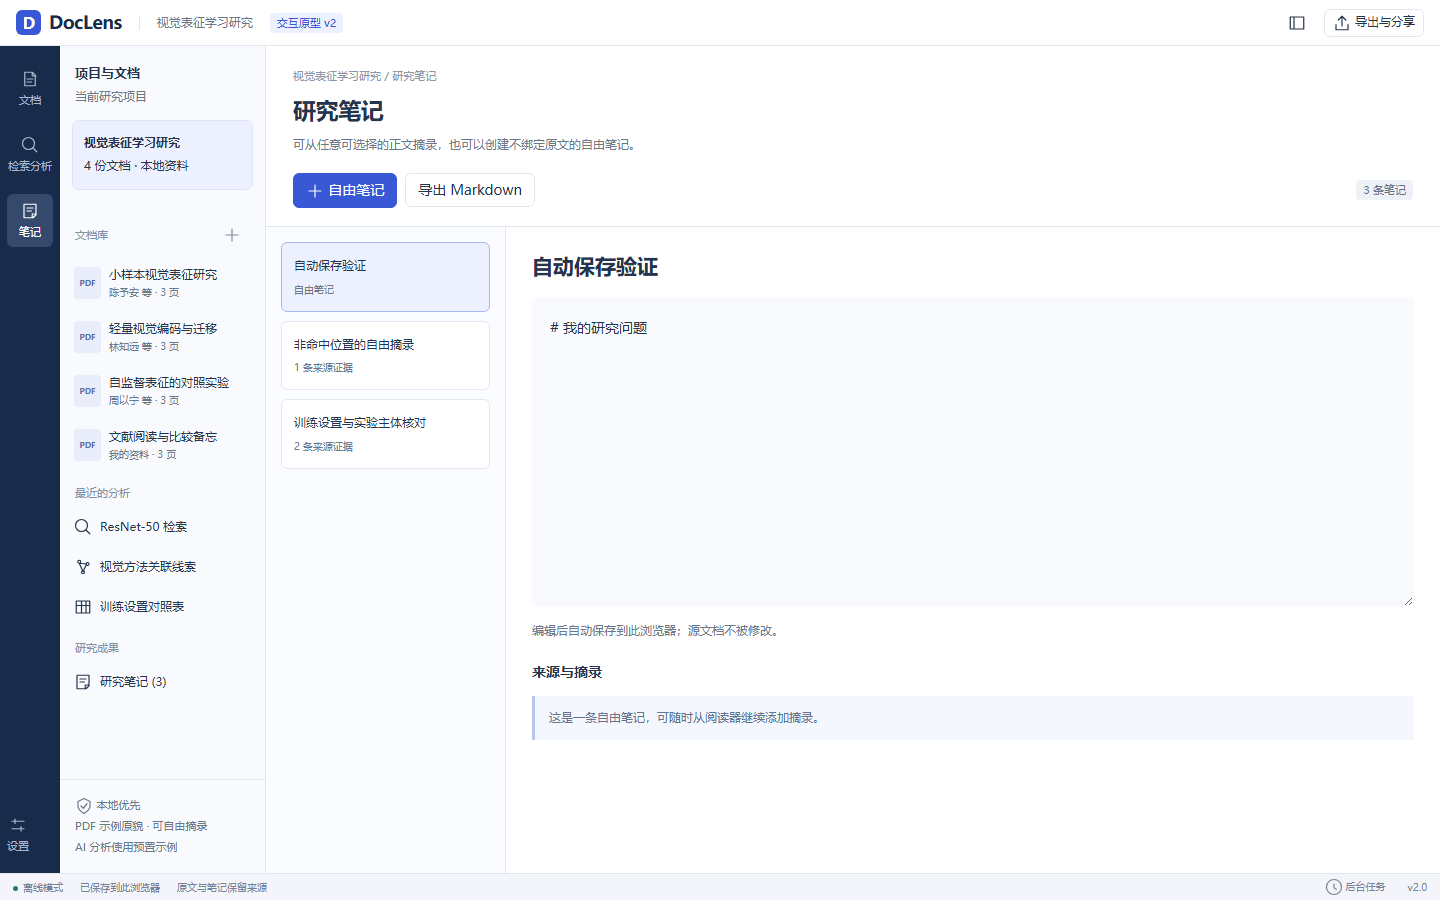 D DocLens 视觉表征学习研究 交互原型 v2 导出与分享
文档
检索分析
笔记
设置
项目与文档
当前研究项目
视觉表征学习研究
4 份文档 · 本地资料
文档库
PDF 小样本视觉表征研究
陈予安 等 · 3 页
PDF 轻量视觉编码与迁移
林知远 等 · 3 页
PDF 自监督表征的对照实验
周以宁 等 · 3 页
PDF 文献阅读与比较备忘
我的资料 · 3 页
最近的分析
ResNet-50 检索
视觉方法关联线索
训练设置对照表
研究成果
研究笔记 (3)
本地优先
PDF 示例原貌 · 可自由摘录
AI 分析使用预置示例
视觉表征学习研究 / 研究笔记
研究笔记
可从任意可选择的正文摘录，也可以创建不绑定原文的自由笔记。
自由笔记 导出 Markdown 3 条笔记
自动保存验证
自由笔记
非命中位置的自由摘录
1 条来源证据
训练设置与实验主体核对
2 条来源证据
自动保存验证
# 我的研究问题
编辑后自动保存到此浏览器；源文档不被修改。
来源与摘录
这是一条自由笔记，可随时从阅读器继续添加摘录。
离线模式 已保存到此浏览器 原文与笔记保留来源 后台任务 v2.0